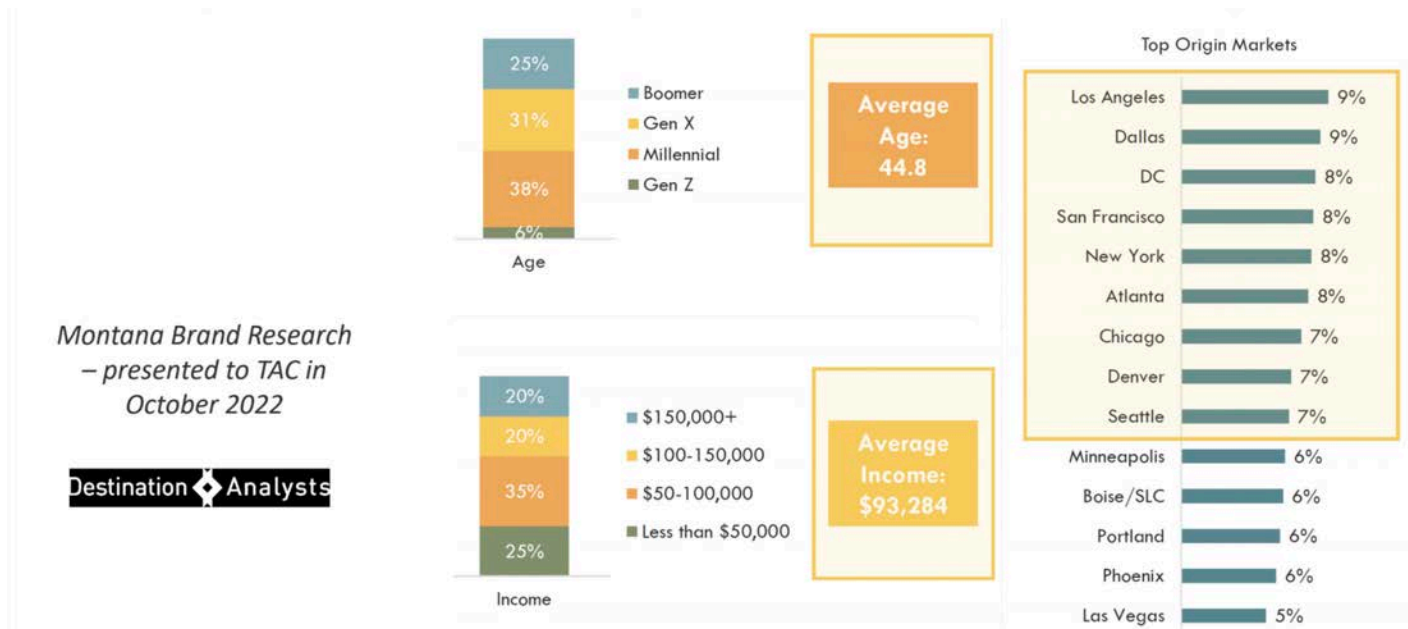 Montana Brand Research
– presented to TAC in
October 2022
Destination Analysts
25%
31%
38%
6%
Age
Boomer
Gen X
Millennial
Gen Z
Average
Age:
44.8
20%
20%
35%
25%
Income
$150,000+
$100-150,000
$50-100,000
Less than $50,000
Average
Income:
$93,284
Top Origin Markets
Los Angeles 9%
Dallas 9%
DC 8%
San Francisco 8%
New York 8%
Atlanta 8%
Chicago 7%
Denver 7%
Seattle 7%
Minneapolis 6%
Boise/SLC 6%
Portland 6%
Phoenix 6%
Las Vegas 5%